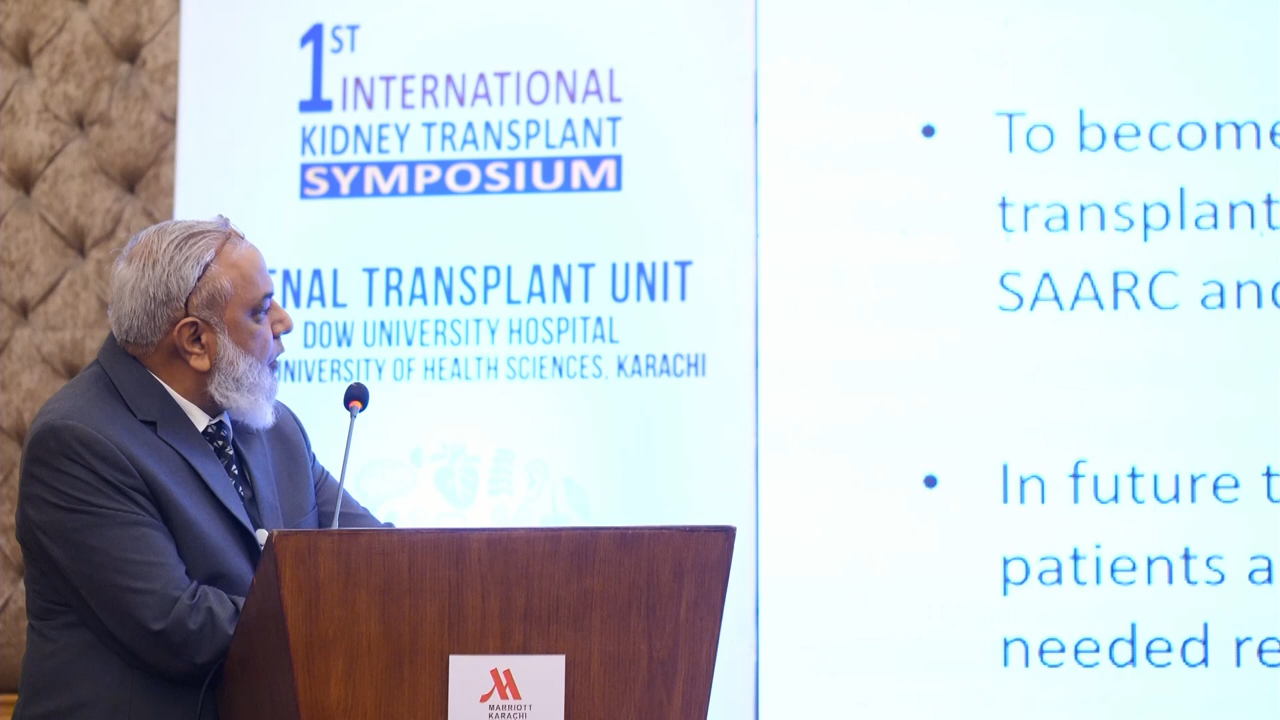 1ST
INTERNATIONAL
KIDNEY TRANSPLANT
SYMPOSIUM
ENAL TRANSPLANT UNIT
DOW UNIVERSITY HOSPITAL
UNIVERSITY OF HEALTH SCIENCES, KARACHI
• To become
transplant
SAARC and
• In future t
patients a
needed re
MARRIOTT
KARACHI